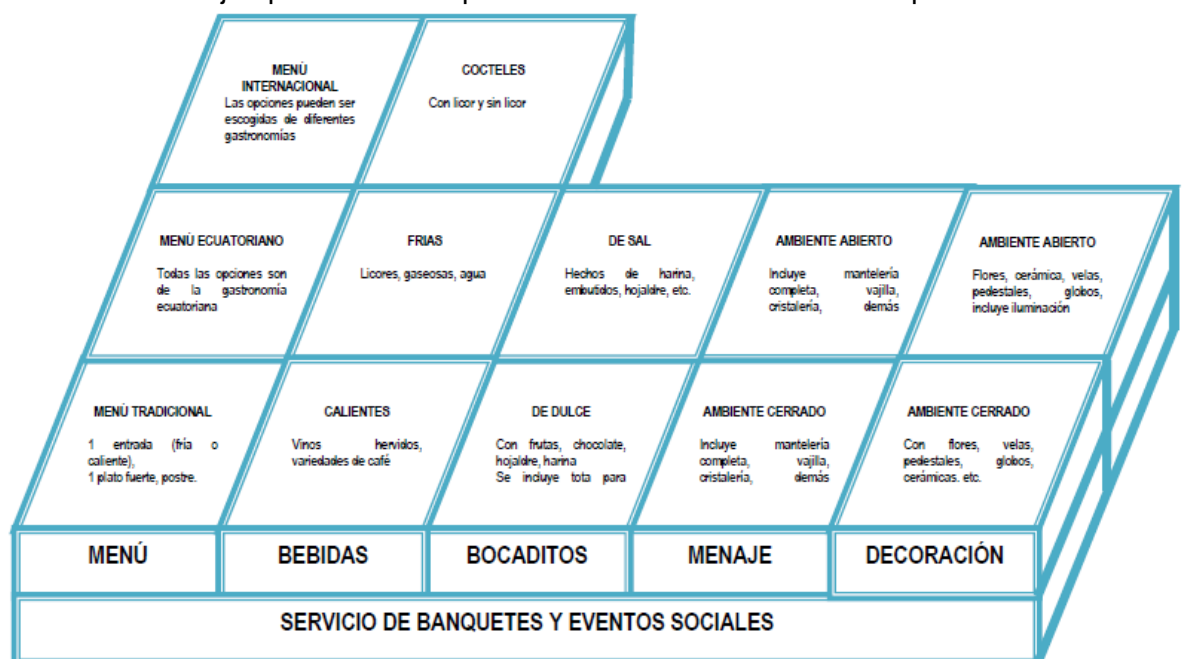 MENÚ
INTERNACIONAL
Las opciones pueden ser
escogidas de diferentes
gastronomías
COCTELES
Con licor y sin licor
MENÚ ECUATORIANO
Todas las opciones son
de la gastronomía
ecuatoriana
FRIAS
Licores, gaseosas, agua
DE SAL
Hechos de harina,
embutidos, hojaldre, etc.
AMBIENTE ABIERTO
Incluye mantelería
completa, vajilla,
cristalería, demás
AMBIENTE ABIERTO
Flores, cerámica, velas,
pedestales, globos,
incluye iluminación
MENÚ TRADICIONAL
1 entrada (fría o
caliente),
1 plato fuerte, postre.
CALIENTES
Vinos hervidos,
variedades de café
DE DULCE
Con frutas, chocolate,
hojaldre, harina
Se incluye tota para
AMBIENTE CERRADO
Incluye mantelería
completa, vajilla,
cristalería, demás
AMBIENTE CERRADO
Con flores, velas,
pedestales, globos,
cerámicas. etc.
MENÚ
BEBIDAS
BOCADITOS
MENAJE
DECORACIÓN
SERVICIO DE BANQUETES Y EVENTOS SOCIALES